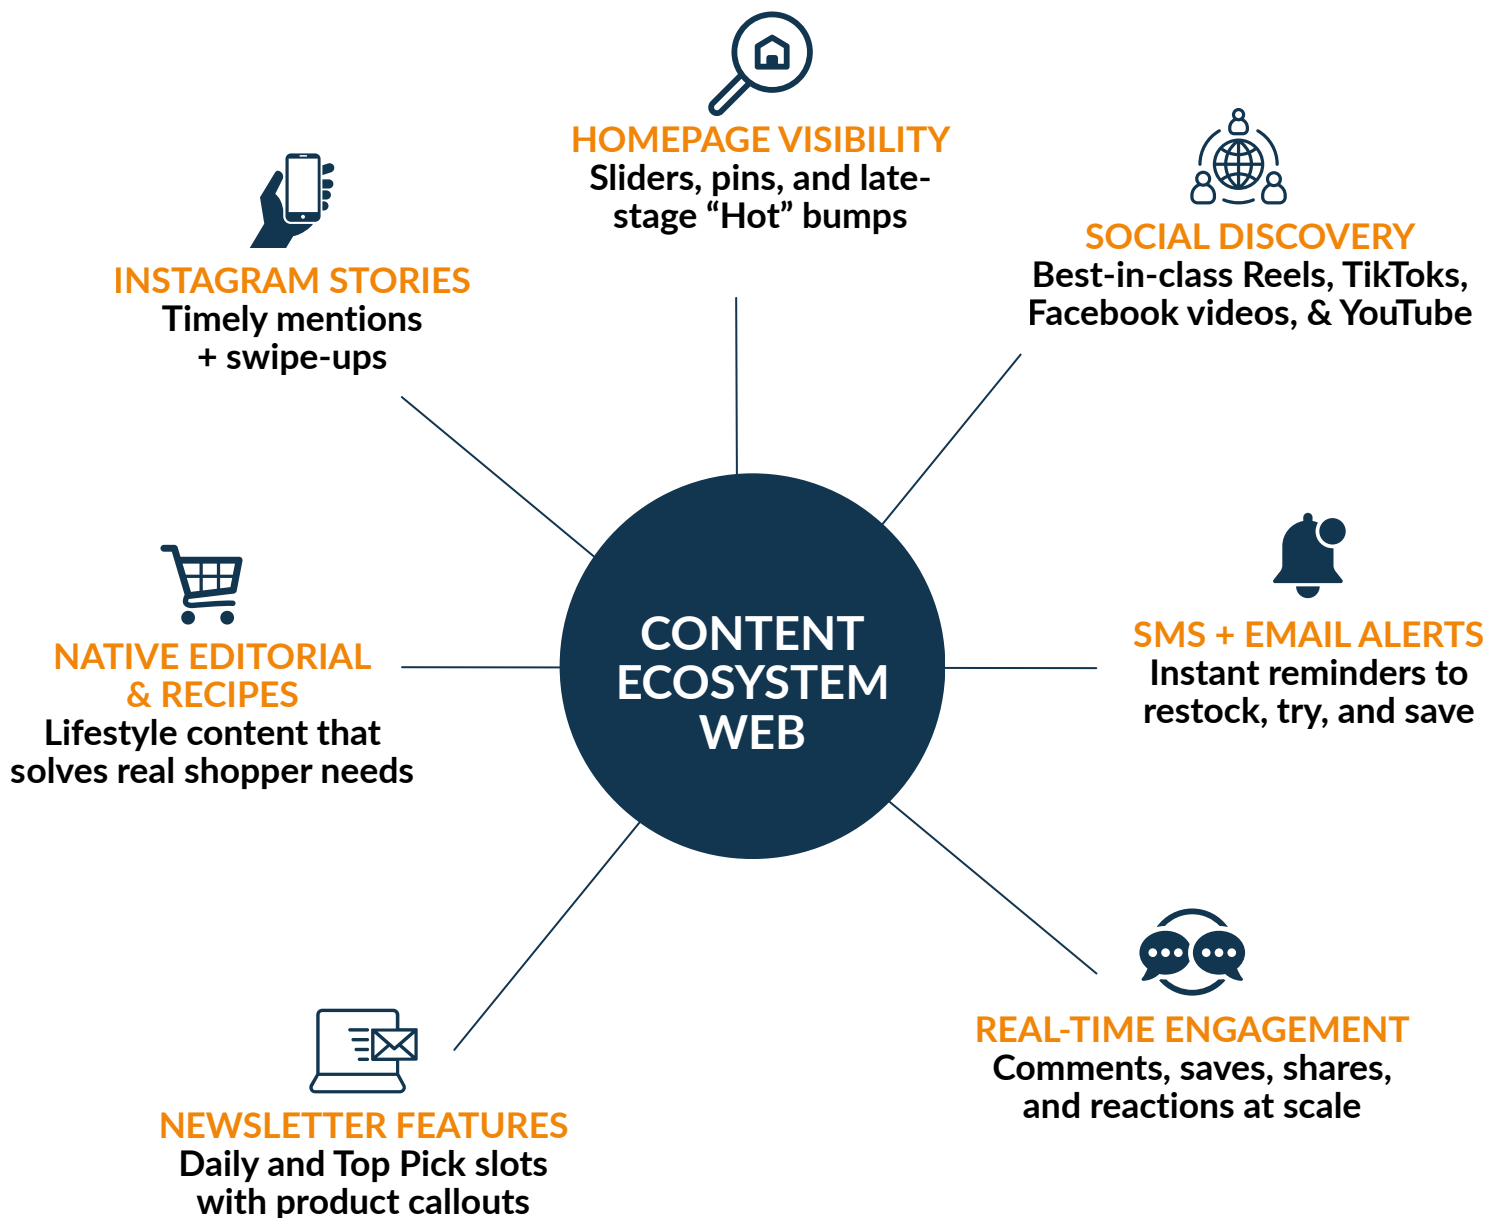 HOMEPAGE VISIBILITY
Sliders, pins, and late-
stage “Hot” bumps
SOCIAL DISCOVERY
Best-in-class Reels, TikToks,
Facebook videos, & YouTube
INSTAGRAM STORIES
Timely mentions
+ swipe-ups
CONTENT
ECOSYSTEM
WEB
SMS + EMAIL ALERTS
Instant reminders to
restock, try, and save
NATIVE EDITORIAL
& RECIPES
Lifestyle content that
solves real shopper needs
REAL-TIME ENGAGEMENT
Comments, saves, shares,
and reactions at scale
NEWSLETTER FEATURES
Daily and Top Pick slots
with product callouts